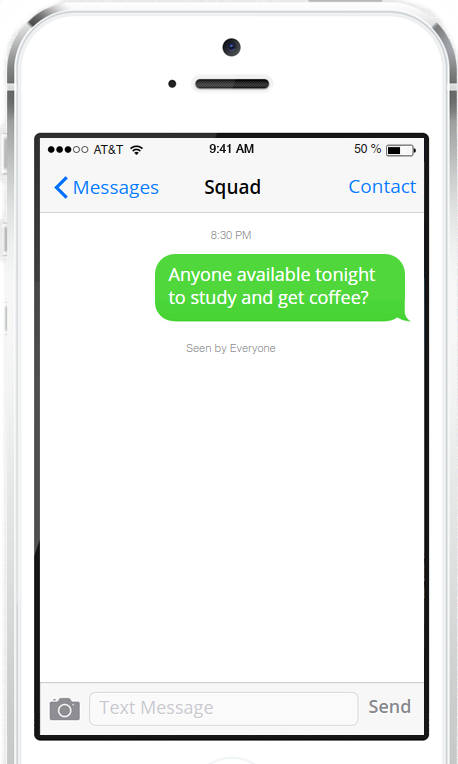 AT&T 9:41 AM 50 %
Messages Squad Contact
8:30 PM
Anyone available tonight
to study and get coffee?
Seen by Everyone
Text Message Send